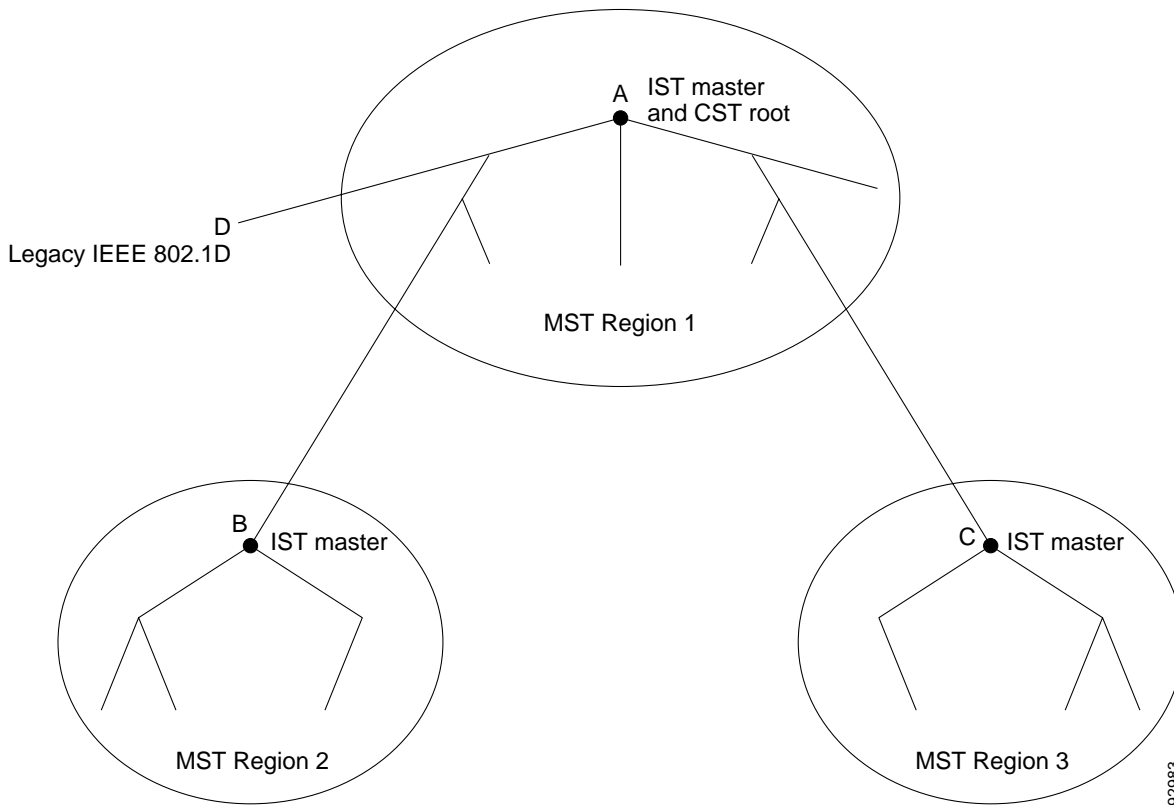 A
IST master
and CST root
D
Legacy IEEE 802.1D
MST Region 1
B
IST master
C
IST master
MST Region 2
MST Region 3
92983